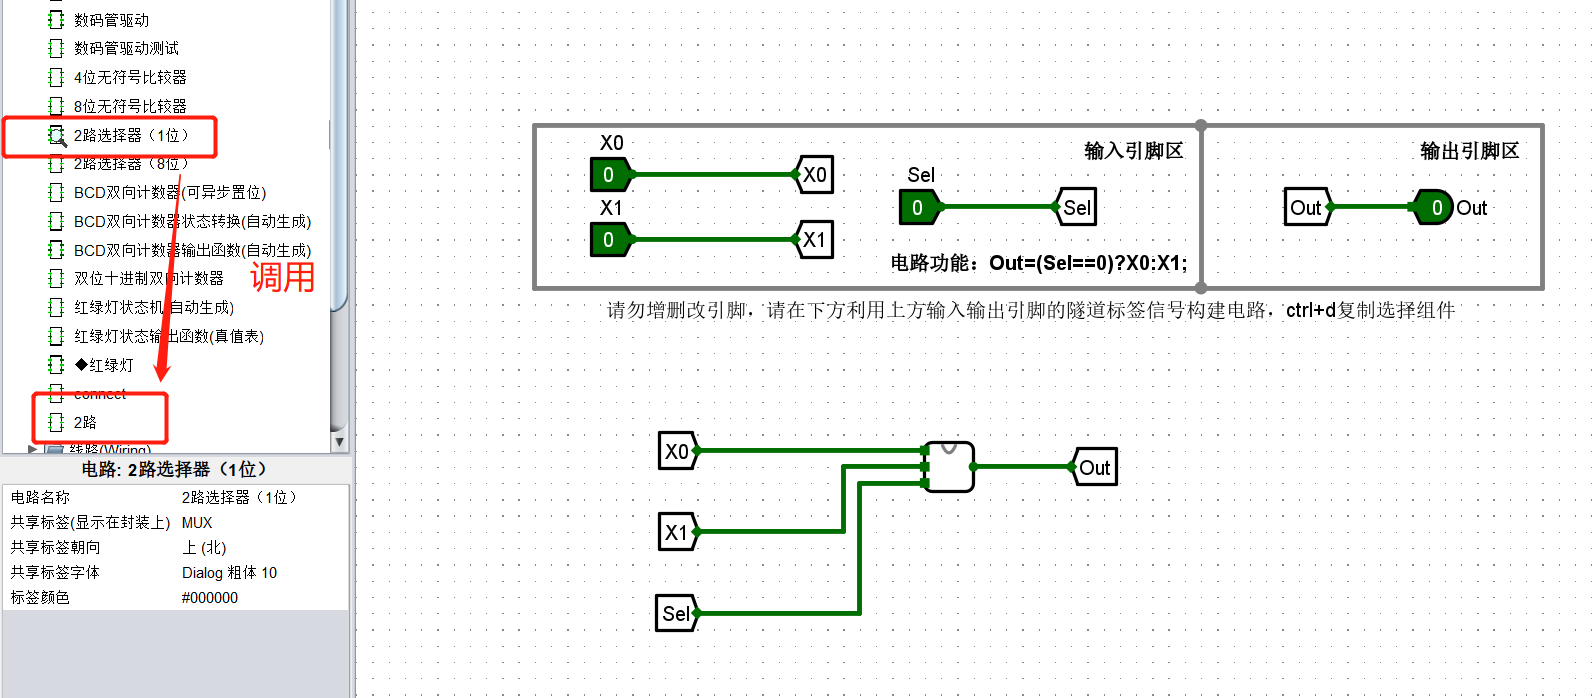 数码管驱动
数码管驱动测试
4位无符号比较器
8位无符号比较器
2路选择器（1位）
2路选择器（8位）
BCD双向计数器(可异步置位)
BCD双向计数器状态转换(自动生成)
BCD双向计数器输出函数(自动生成)
双位十进制双向计数器
调用
红绿灯状态机(自动生成)
红绿灯状态输出函数(真值表)
◆红绿灯
connect
2路
线路(Wiring)
电路: 2路选择器（1位）
电路名称 2路选择器（1位）
共享标签(显示在封装上) MUX
共享标签朝向 上 (北)
共享标签字体 Dialog 粗体 10
标签颜色 #000000
X0
0 X0
X1
0 X1
Sel
0 Sel
输入引脚区
电路功能：Out=(Sel==0)?X0:X1;
输出引脚区
Out 0 Out
请勿增删改引脚，请在下方利用上方输入输出引脚的隧道标签信号构建电路，ctrl+d复制选择组件
X0
X1
Sel
Out